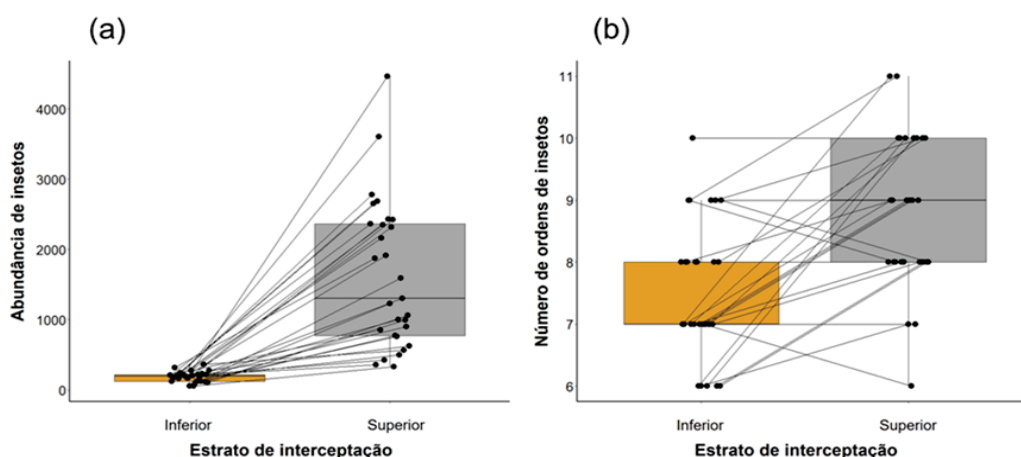 (a)
Abundância de insetos
4000
3000
2000
1000
0
Inferior
Superior
Estrato de interceptação
(b)
Número de ordens de insetos
11
10
9
8
7
6
Inferior
Superior
Estrato de interceptação